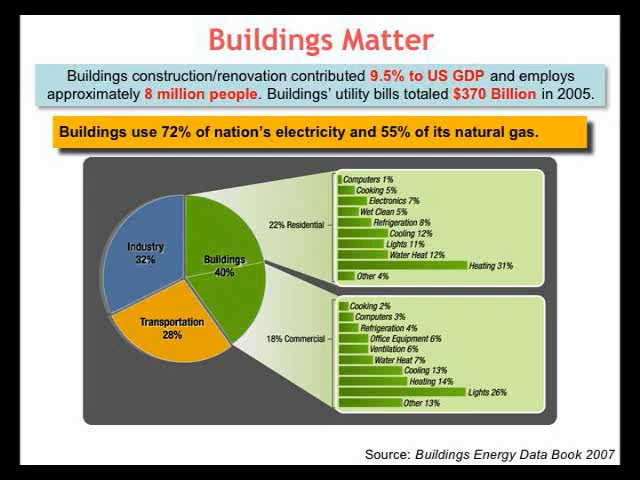 Buildings Matter
Buildings construction/renovation contributed 9.5% to US GDP and employs
approximately 8 million people. Buildings' utility bills totaled $370 Billion in 2005.
Buildings use 72% of nation's electricity and 55% of its natural gas.
Industry
32%
Buildings
40%
Transportation
28%
22% Residential
Computers 1%
Cooking 5%
Electronics 7%
Wet Clean 5%
Refrigeration 8%
Cooling 12%
Lights 11%
Water Heat 12%
Heating 31%
Other 4%
18% Commercial
Cooking 2%
Computers 3%
Refrigeration 4%
Office Equipment 6%
Ventilation 6%
Water Heat 7%
Cooling 13%
Heating 14%
Lights 26%
Other 13%
Source: Buildings Energy Data Book 2007